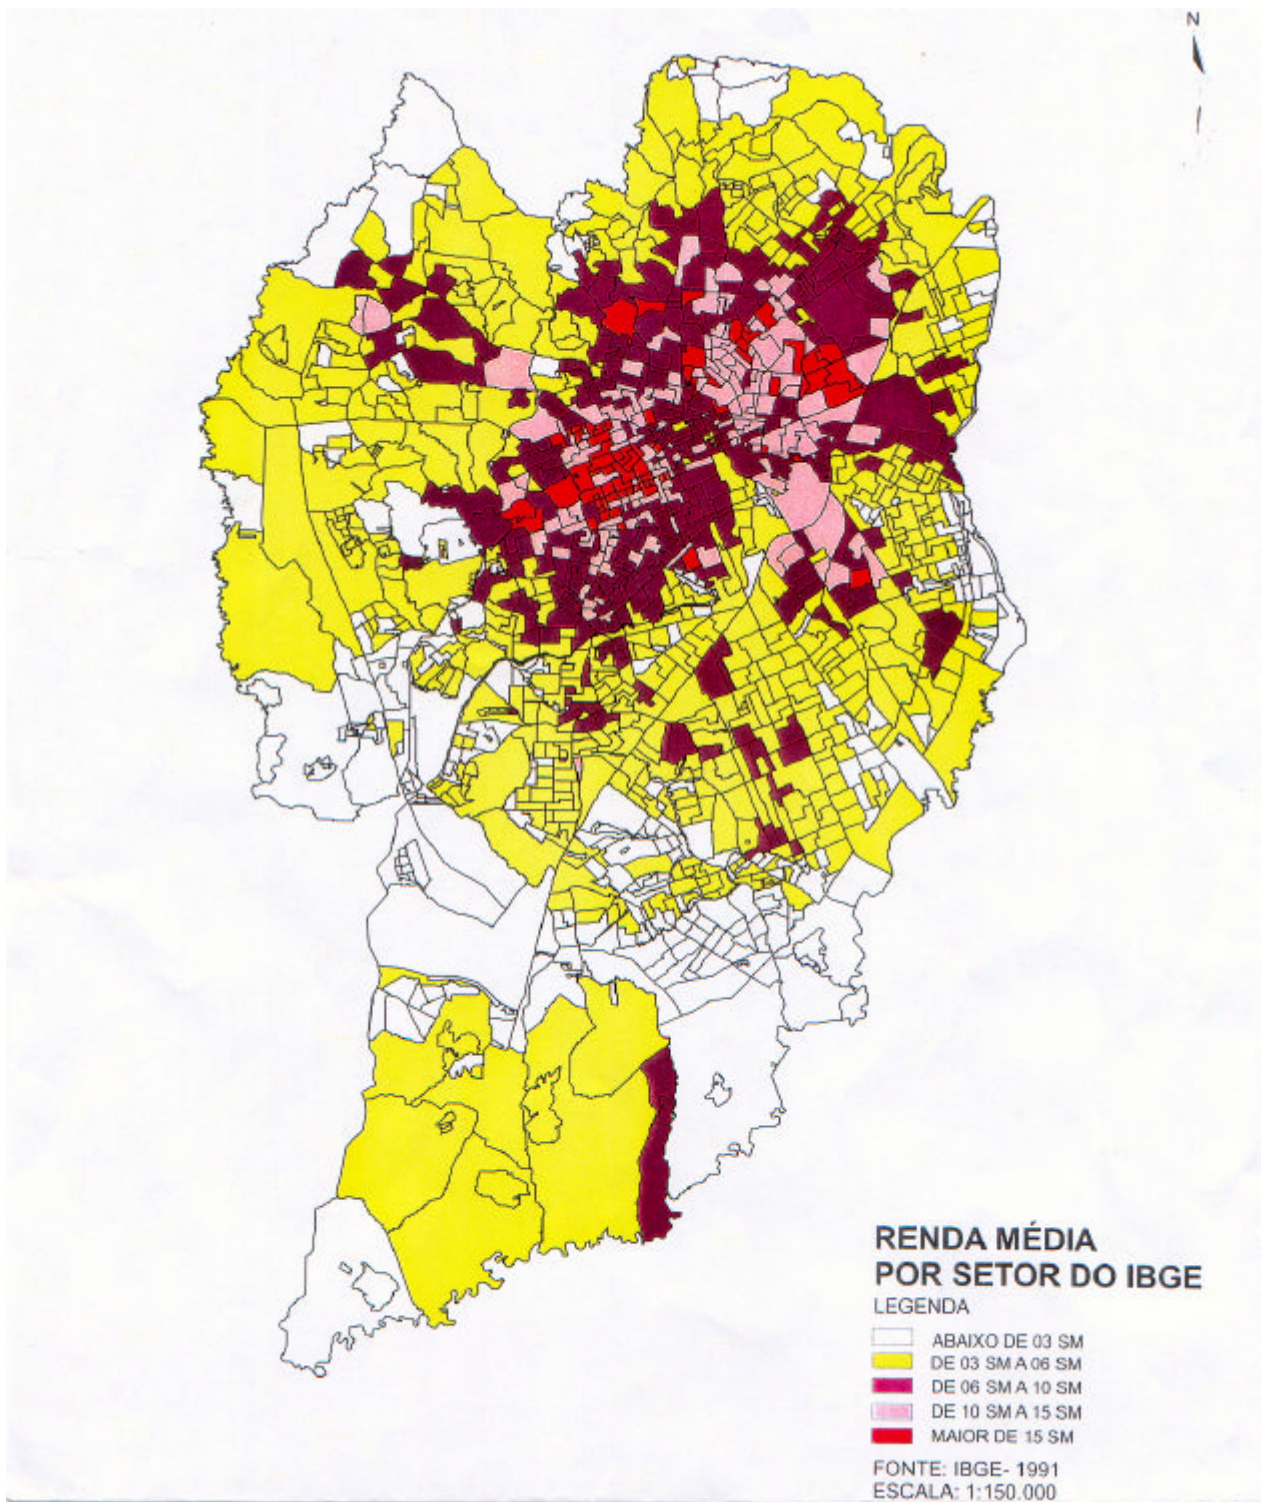 N
RENDA MÉDIA
POR SETOR DO IBGE
LEGENDA
ABAIXO DE 03 SM
DE 03 SM A 06 SM
DE 06 SM A 10 SM
DE 10 SM A 15 SM
MAIOR DE 15 SM
FONTE: IBGE- 1991
ESCALA: 1:150.000